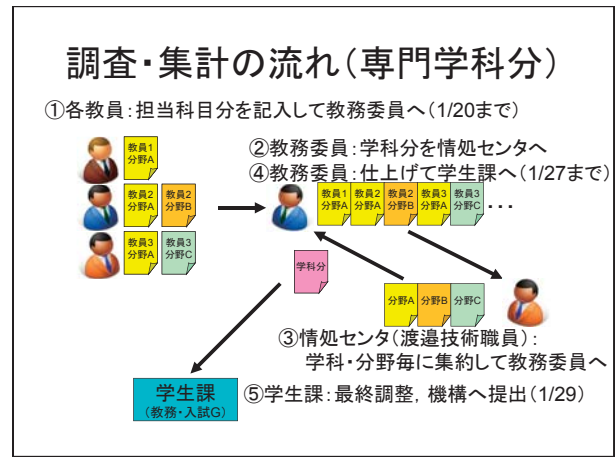 調査・集計の流れ(専門学科分)
①各教員:担当科目分を記入して教務委員へ(1/20まで)
教員1
分野A
教員2
分野A
教員2
分野B
教員3
分野A
教員3
分野C
②教務委員:学科分を情処センタへ
④教務委員:仕上げて学生課へ(1/27まで)
教員1
分野A
教員2
分野A
教員2
分野B
教員3
分野A
教員3
分野C
・・・
学科分
分野A
分野B
分野C
③情処センタ(渡邉技術職員):
学科・分野毎に集約して教務委員へ
学生課
(教務・入試G)
⑤学生課:最終調整,機構へ提出(1/29)